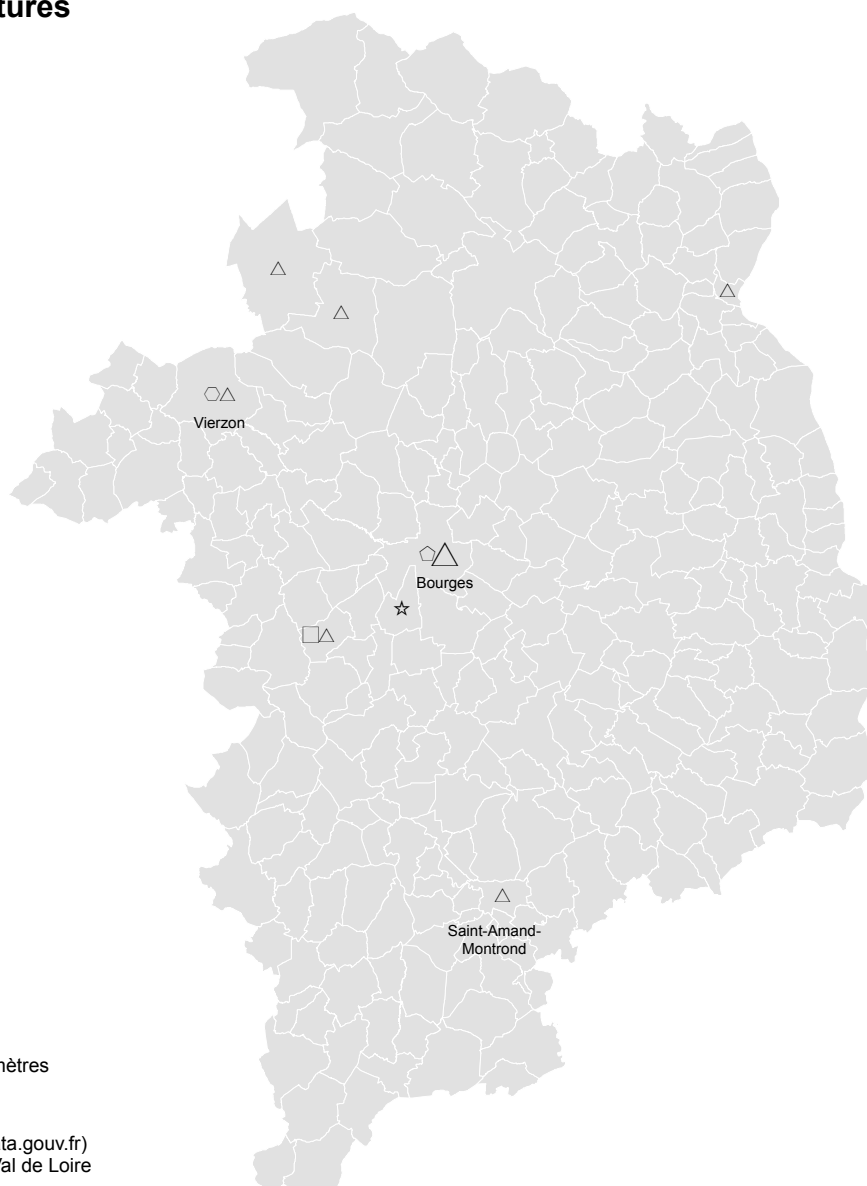 tures
Vierzon
Bourges
Saint-Amand-
Montrond
nètres
ta.gouv.fr)
al de Loire